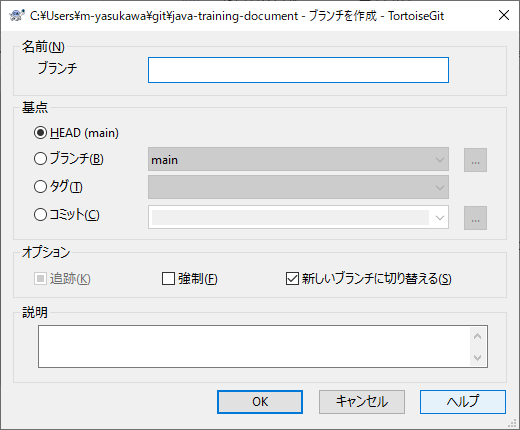 C:¥Users¥m-yasukawa¥git¥java-training-document - ブランチを作成 - TortoiseGit
名前(N)
ブランチ
基点
HEAD (main)
ブランチ(B) main ...
タグ(T)
コミット(C) ...
オプション
追跡(K) 強制(F) 新しいブランチに切り替える(S)
説明
OK キャンセル ヘルプ